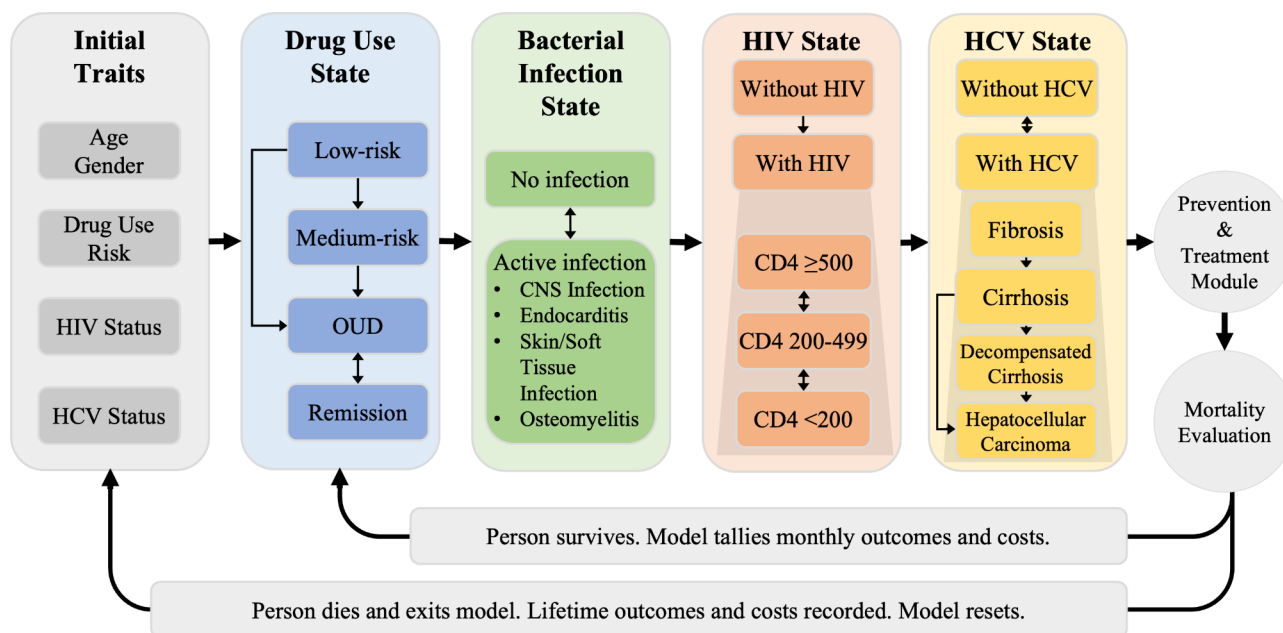 Initial
Traits
Age
Gender
Drug Use
Risk
HIV Status
HCV Status
Drug Use
State
Low-risk
Medium-risk
OUD
Remission
Bacterial
Infection
State
No infection
Active infection
• CNS Infection
• Endocarditis
• Skin/Soft
Tissue
Infection
• Osteomyelitis
HIV State
Without HIV
With HIV
CD4 ≥500
CD4 200-499
CD4 <200
HCV State
Without HCV
With HCV
Fibrosis
Cirrhosis
Decompensated
Cirrhosis
Hepatocellular
Carcinoma
Prevention
&
Treatment
Module
Mortality
Evaluation
Person survives. Model tallies monthly outcomes and costs.
Person dies and exits model. Lifetime outcomes and costs recorded. Model resets.